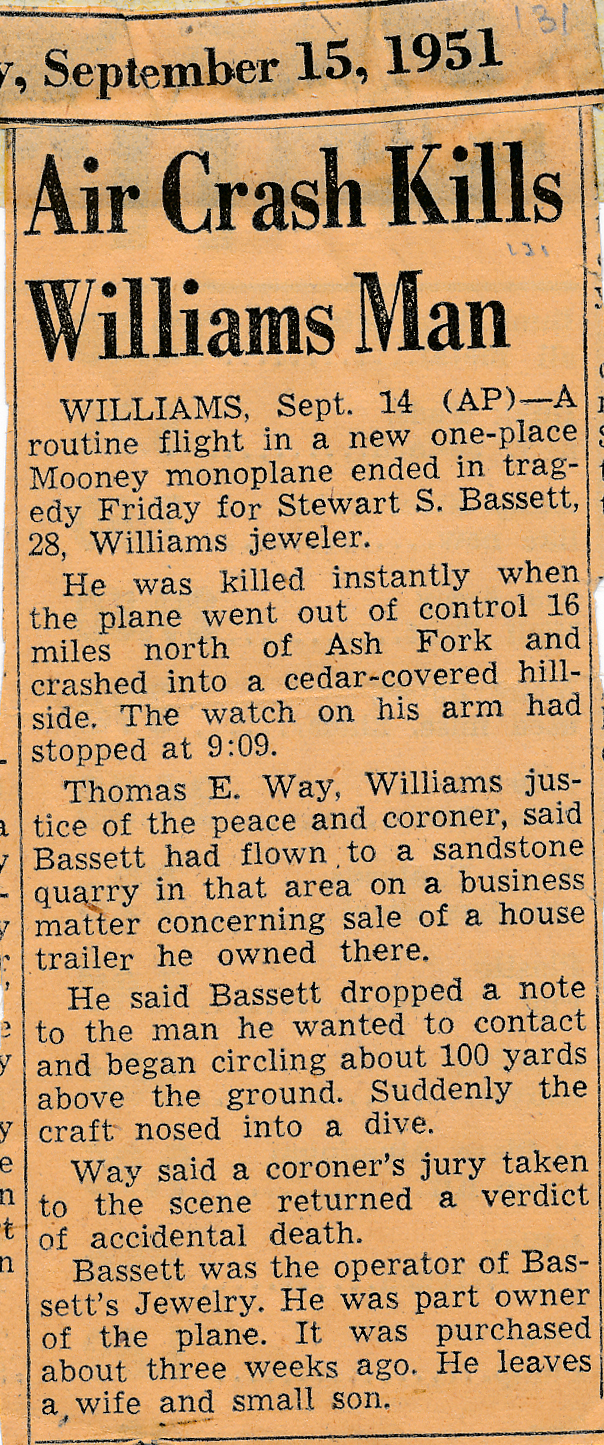 131
y, September 15, 1951
Air Crash Kills
Williams Man
WILLIAMS, Sept. 14 (AP)—A
routine flight in a new one-place
Mooney monoplane ended in trag-
edy Friday for Stewart S. Bassett,
28, Williams jeweler.
He was killed instantly when
the plane went out of control 16
miles north of Ash Fork and
crashed into a cedar-covered hill-
side. The watch on his arm had
stopped at 9:09.
Thomas E. Way, Williams jus-
tice of the peace and coroner, said
Bassett had flown to a sandstone
quarry in that area on a business
matter concerning sale of a house
trailer he owned there.
He said Bassett dropped a note
to the man he wanted to contact
and began circling about 100 yards
above the ground. Suddenly the
craft nosed into a dive.
Way said a coroner's jury taken
to the scene returned a verdict
of accidental death.
Bassett was the operator of Bas-
sett's Jewelry. He was part owner
of the plane. It was purchased
about three weeks ago. He leaves
a wife and small son.